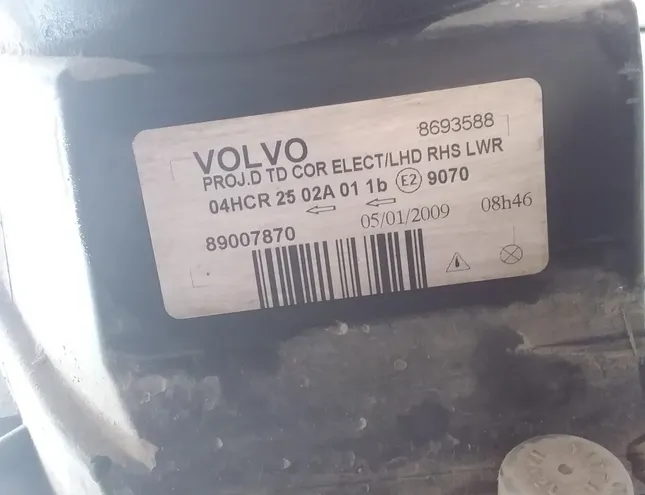 VOLVO 8693588
PROJ.D TD COR ELECT/LHD RHS LWR
04HCR 25 02A 01 1b E2 9070
05/01/2009 08h46
89007870